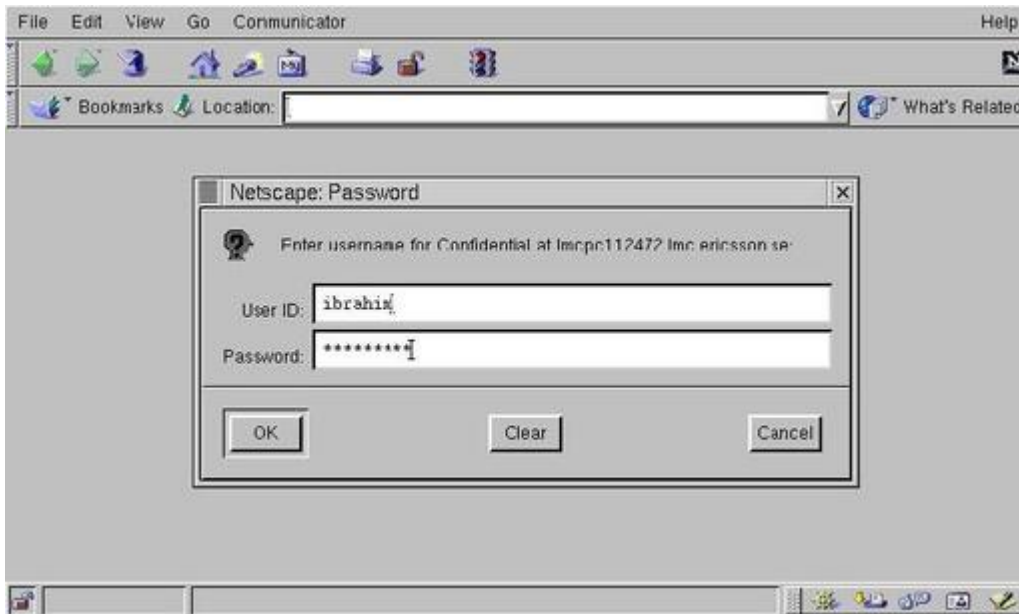 File Edit View Go Communicator Help
My
N
Bookmarks Location: What's Related
Netscape: Password
Enter username for Confidential at lmcpc112472 lmc ericsson se:
User ID: ibrahim
Password: *********
OK Clear Cancel